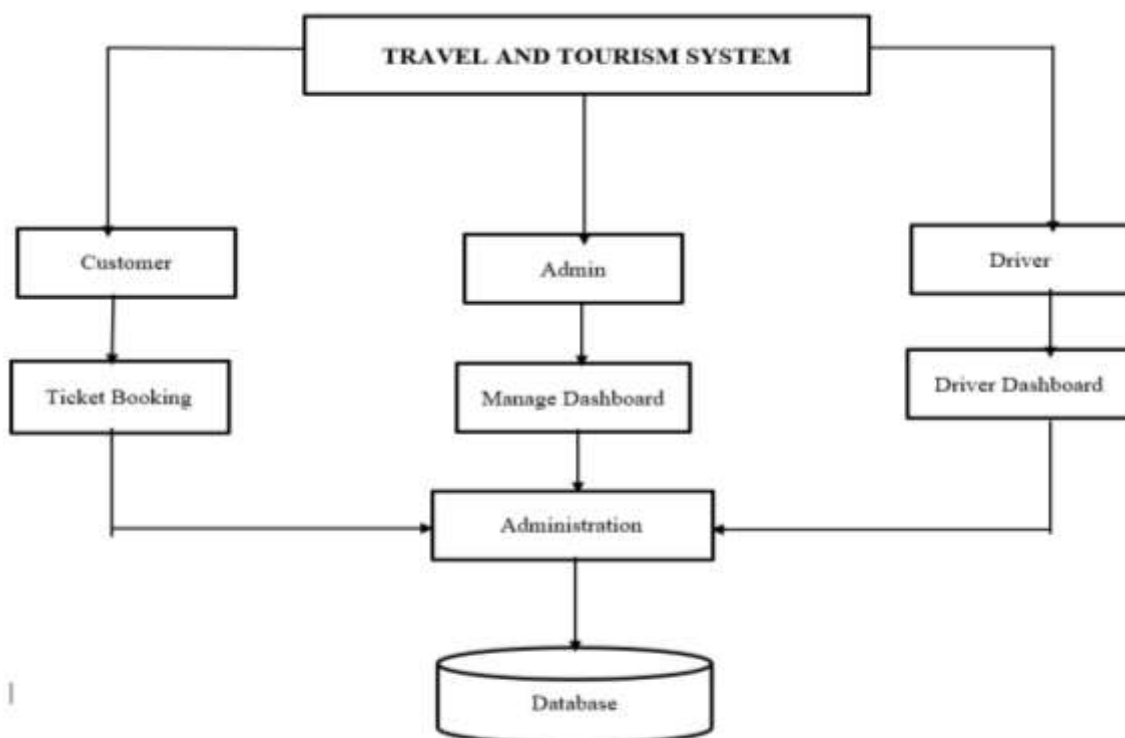 TRAVEL AND TOURISM SYSTEM
Customer
Admin
Driver
Ticket Booking
Manage Dashboard
Driver Dashboard
Administration
Database